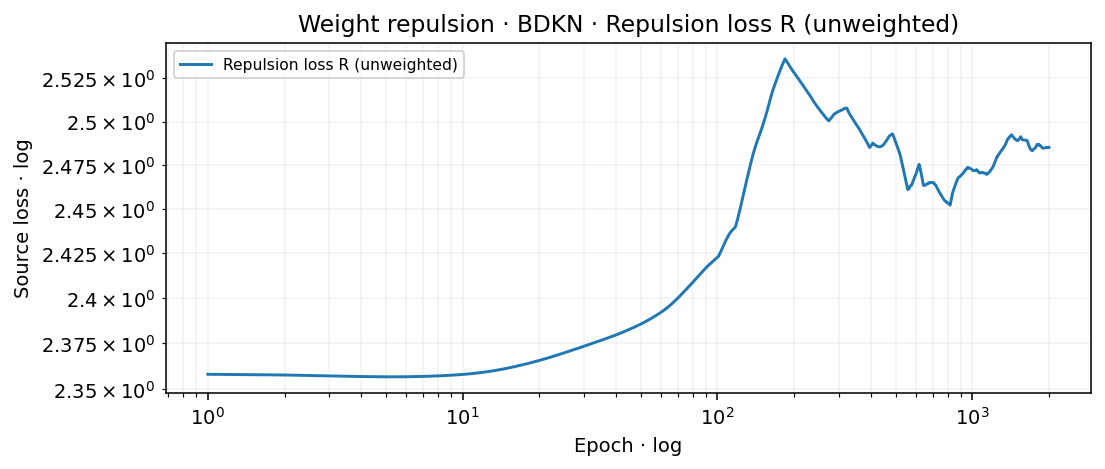 Weight repulsion · BDKN · Repulsion loss R (unweighted)
Repulsion loss R (unweighted)
Source loss · log
2.525 × 10⁰
2.5 × 10⁰
2.475 × 10⁰
2.45 × 10⁰
2.425 × 10⁰
2.4 × 10⁰
2.375 × 10⁰
2.35 × 10⁰
10⁰ 10¹ 10² 10³
Epoch · log